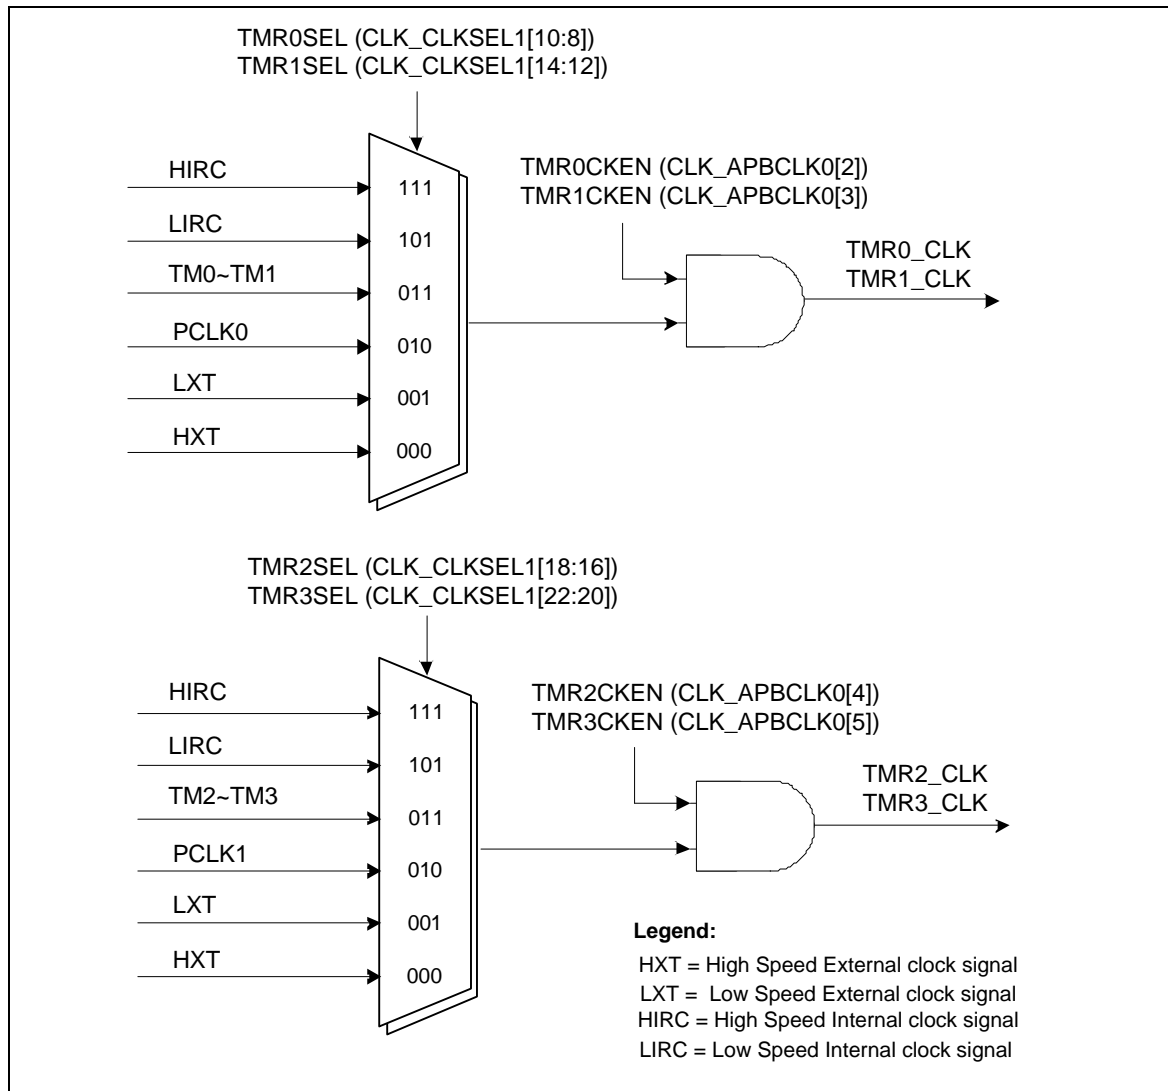 TMR0SEL (CLK_CLKSEL1[10:8])
TMR1SEL (CLK_CLKSEL1[14:12])
HIRC
111
TMR0CKEN (CLK_APBCLK0[2])
TMR1CKEN (CLK_APBCLK0[3])
LIRC
101
TMR0_CLK
TMR1_CLK
TM0~TM1
011
PCLK0
010
LXT
001
HXT
000
TMR2SEL (CLK_CLKSEL1[18:16])
TMR3SEL (CLK_CLKSEL1[22:20])
HIRC
111
TMR2CKEN (CLK_APBCLK0[4])
TMR3CKEN (CLK_APBCLK0[5])
LIRC
101
TMR2_CLK
TMR3_CLK
TM2~TM3
011
PCLK1
010
LXT
001
HXT
000
Legend:
HXT = High Speed External clock signal
LXT = Low Speed External clock signal
HIRC = High Speed Internal clock signal
LIRC = Low Speed Internal clock signal